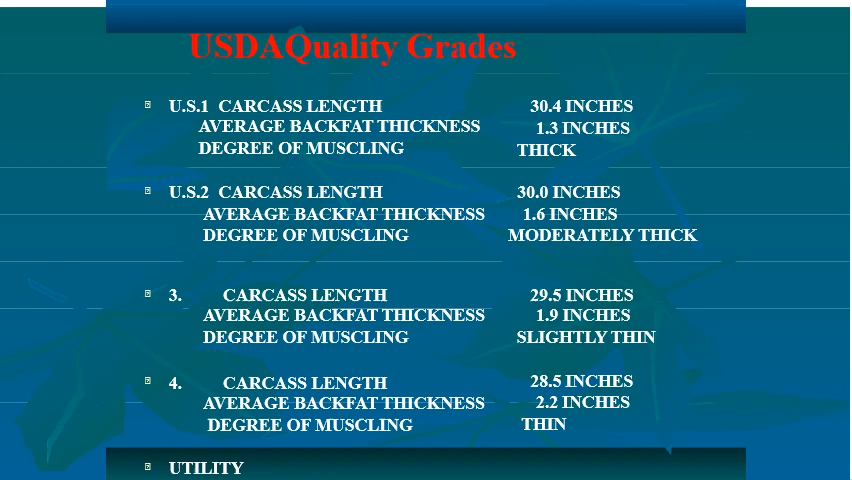 USDAQuality Grades
U.S.1 CARCASS LENGTH 30.4 INCHES
AVERAGE BACKFAT THICKNESS 1.3 INCHES
DEGREE OF MUSCLING THICK
U.S.2 CARCASS LENGTH 30.0 INCHES
AVERAGE BACKFAT THICKNESS 1.6 INCHES
DEGREE OF MUSCLING MODERATELY THICK
3. CARCASS LENGTH 29.5 INCHES
AVERAGE BACKFAT THICKNESS 1.9 INCHES
DEGREE OF MUSCLING SLIGHTLY THIN
4. CARCASS LENGTH 28.5 INCHES
AVERAGE BACKFAT THICKNESS 2.2 INCHES
DEGREE OF MUSCLING THIN
UTILITY